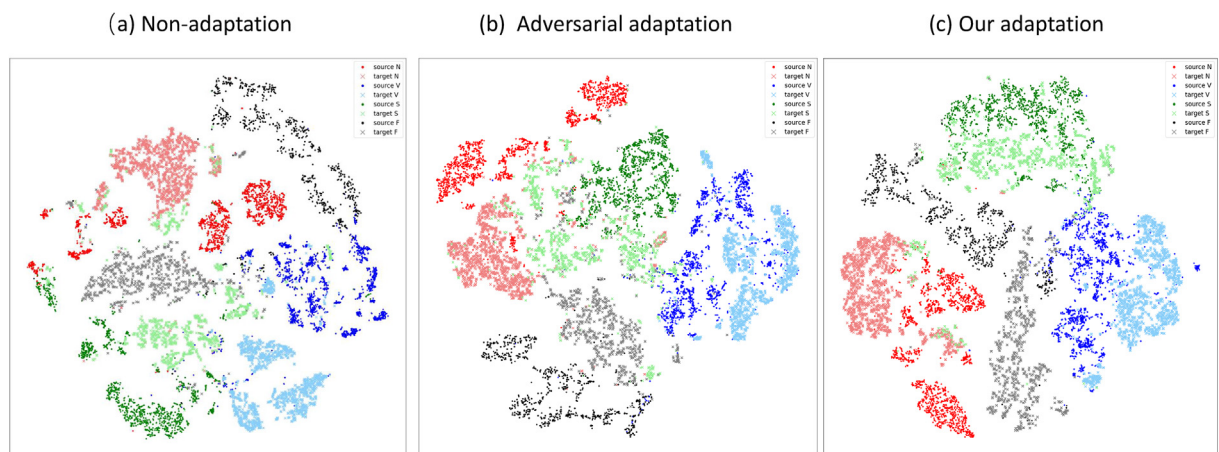 (a) Non-adaptation
(b) Adversarial adaptation
(c) Our adaptation
source N
target N
source V
target V
source S
target S
source F
target F
source N
target N
source V
target V
source S
target S
source F
target F
source N
target N
source V
target V
source S
target S
source F
target F